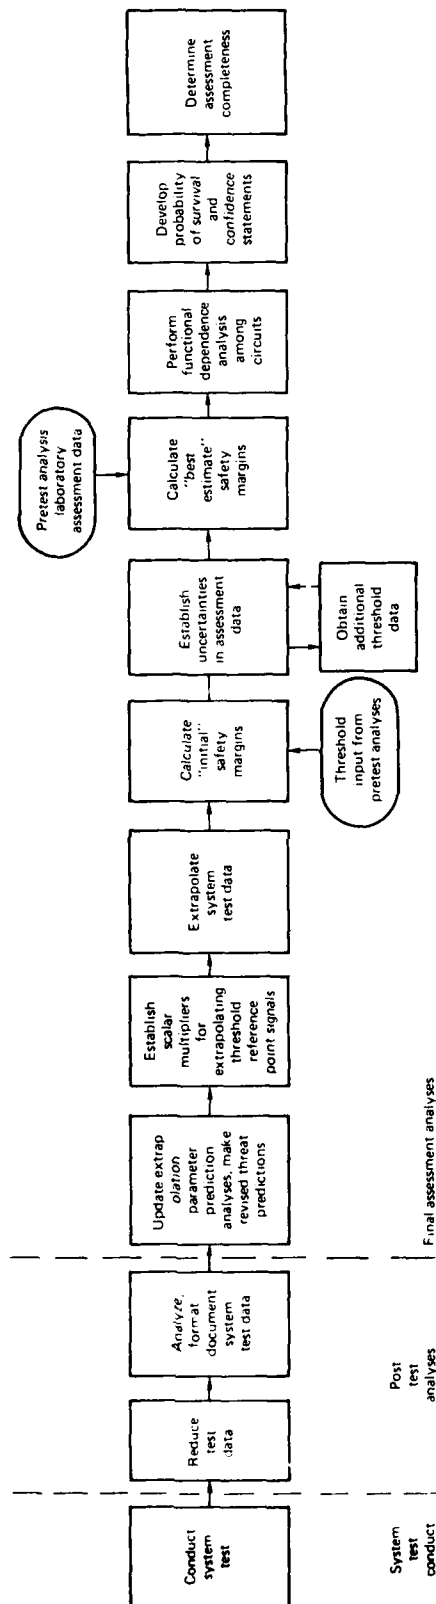 Conduct
system
test
Reduce
test
data
Analyze,
format
document
system
test data
Update extrap
olation
parameter
prediction
analyses, make
revised threat
predictions
Establish
scalar
multipliers
for
extrapolating
threshold
reference
point signals
Extrapolate
system
test data
Calculate
"initial"
safety
margins
Threshold
input from
pretest analyses
Establish
uncertainties
in assessment
data
Obtain
additional
threshold
data
Pretest analysis
laboratory
assessment data
Calculate
"best
estimate"
safety
margins
Perform
functional
dependence
analysis
among
circuits
Develop
probability
of survival
and
confidence
statements
Determine
assessment
completeness
System
test
conduct
Post
test
analyses
Final assessment analyses